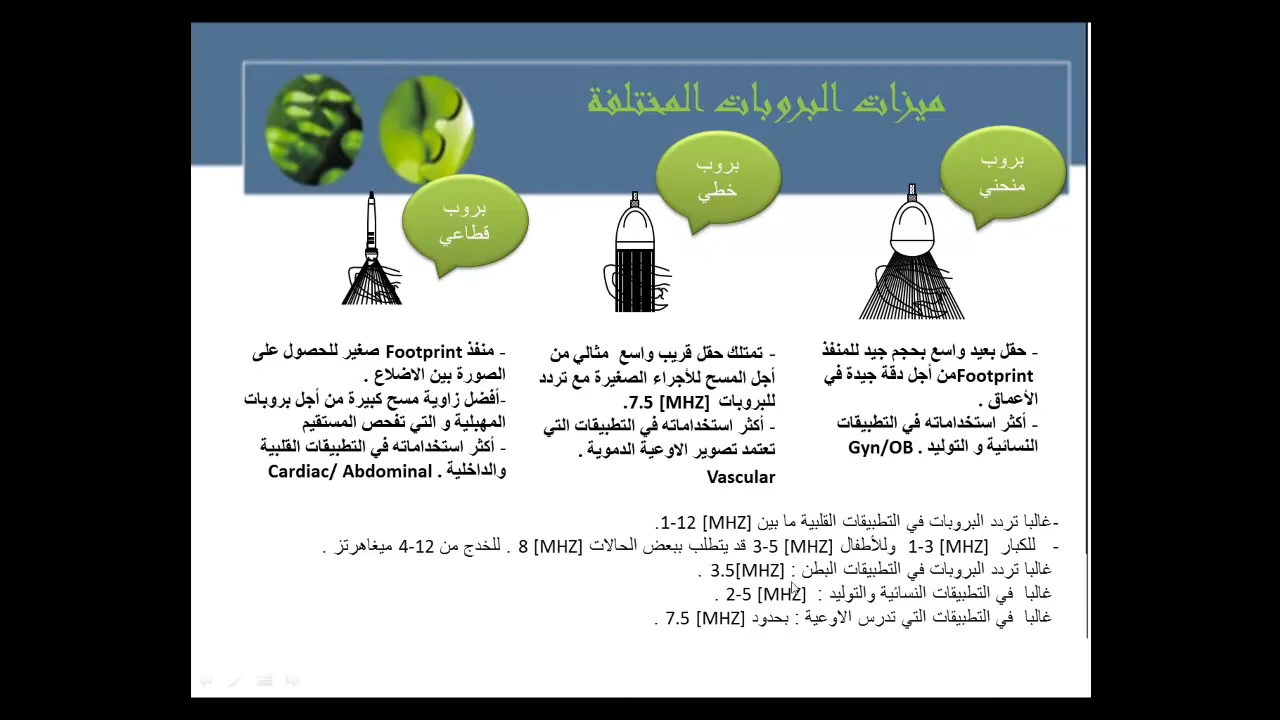 ميزات البروبات المختلفة
بروب
منحني
بروب
خطي
بروب
قطاعي
- حقل بعيد واسع بحجم جيد للمنفذ
Footprintمن أجل دقة جيدة في
الأعماق .
- أكثر استخداماته في التطبيقات
النسائية و التوليد . Gyn/OB
- تمتلك حقل قريب واسع مثالي من
أجل المسح للأجراء الصغيرة مع تردد
للبروبات 7.5 [MHZ].
- أكثر استخداماته في التطبيقات التي
تعتمد تصوير الاوعية الدموية .
Vascular
- منفذ Footprint صغير للحصول على
الصورة بين الاضلاع .
-أفضل زاوية مسح كبيرة من أجل بروبات
المهبلية و التي تفحص المستقيم
- أكثر استخداماته في التطبيقات القلبية
والداخلية . Cardiac/ Abdominal
-غالبا تردد البروبات في التطبيقات القلبية ما بين 1-12 [MHZ].
- للكبار 1-3 [MHZ] وللأطفال 3-5 [MHZ] قد يتطلب ببعض الحالات 8 [MHZ] . للخدج من 4-12 ميغاهرتز .
غالبا تردد البروبات في التطبيقات البطن : 3.5[MHZ] .
غالبا في التطبيقات النسائية والتوليد : 2-5 [MHZ] .
غالبا في التطبيقات التي تدرس الاوعية : بحدود 7.5 [MHZ] .